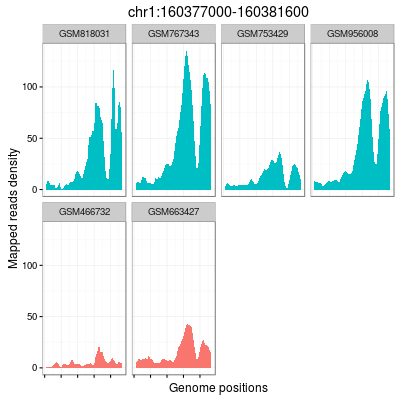 chr1:160377000-160381600
GSM818031 GSM767343 GSM753429 GSM956008
100
50
0
GSM466732 GSM663427
100
50
0
Mapped reads density
Genome positions